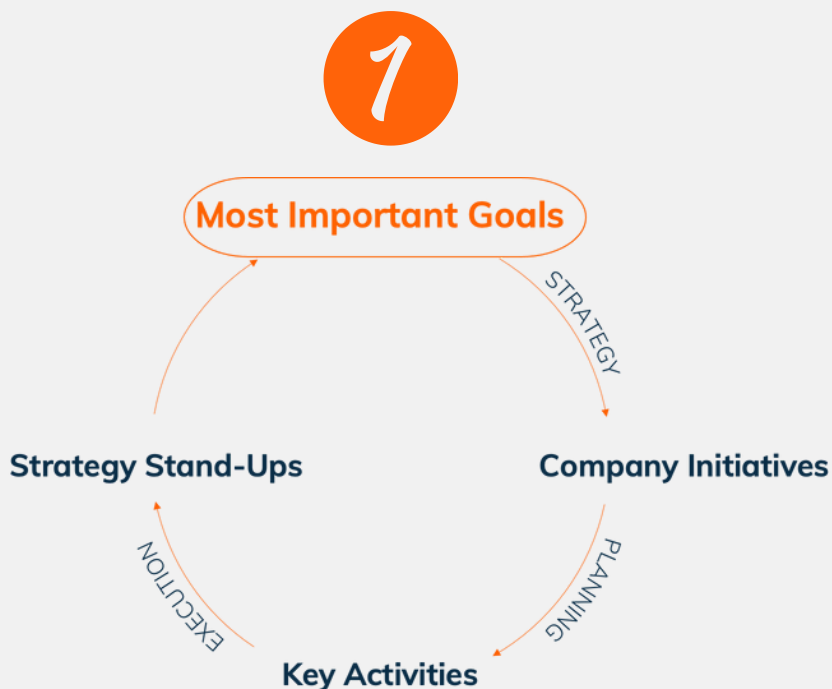 1
Most Important Goals
STRATEGY
Strategy Stand-Ups
Company Initiatives
EXECUTION
PLANNING
Key Activities